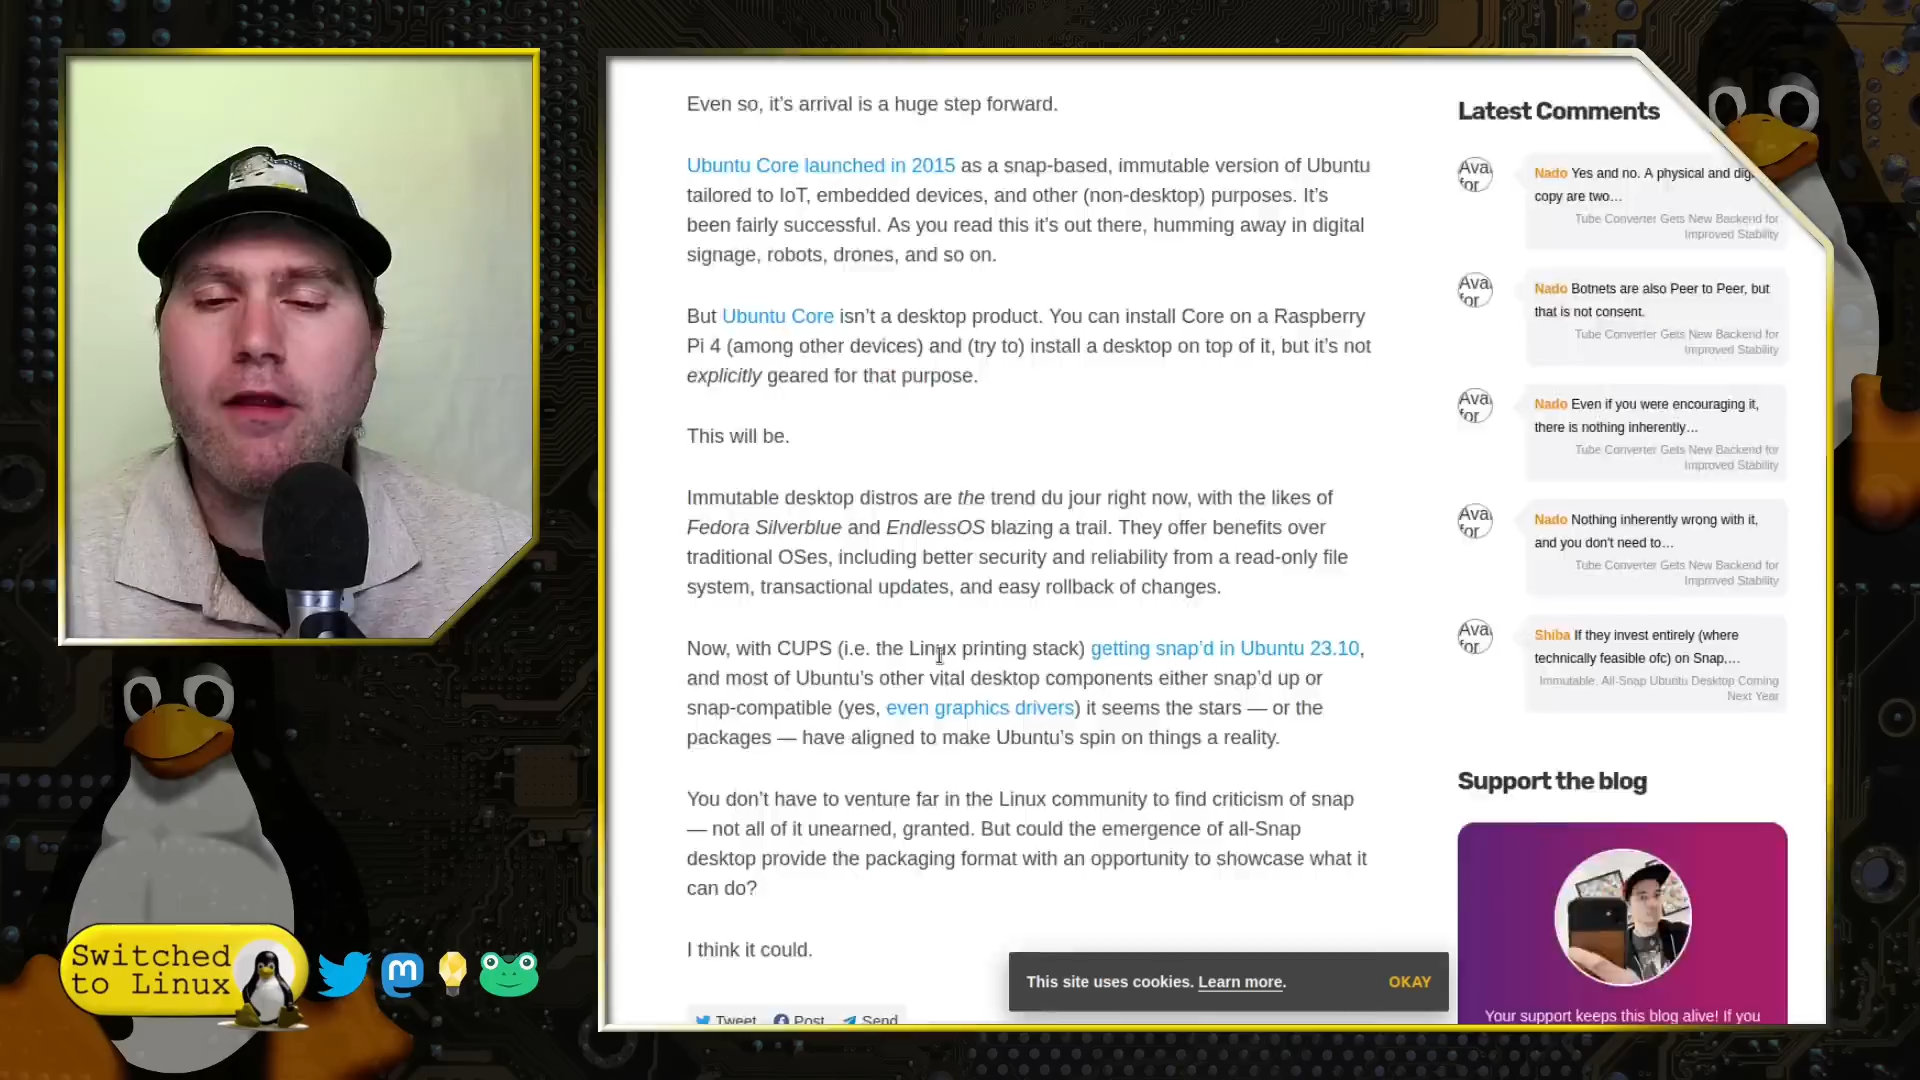 Even so, it’s arrival is a huge step forward.
Ubuntu Core launched in 2015 as a snap-based, immutable version of Ubuntu
tailored to IoT, embedded devices, and other (non-desktop) purposes. It’s
been fairly successful. As you read this it’s out there, humming away in digital
signage, robots, drones, and so on.
But Ubuntu Core isn’t a desktop product. You can install Core on a Raspberry
Pi 4 (among other devices) and (try to) install a desktop on top of it, but it’s not
explicitly geared for that purpose.
This will be.
Immutable desktop distros are the trend du jour right now, with the likes of
Fedora Silverblue and EndlessOS blazing a trail. They offer benefits over
traditional OSes, including better security and reliability from a read-only file
system, transactional updates, and easy rollback of changes.
Now, with CUPS (i.e. the Linux printing stack) getting snap’d in Ubuntu 23.10,
and most of Ubuntu’s other vital desktop components either snap’d up or
snap-compatible (yes, even graphics drivers) it seems the stars — or the
packages — have aligned to make Ubuntu’s spin on things a reality.
You don’t have to venture far in the Linux community to find criticism of snap
— not all of it unearned, granted. But could the emergence of all-Snap
desktop provide the packaging format with an opportunity to showcase what it
can do?
I think it could.
Tweet Post Send
Latest Comments
Ava
for
Nado Yes and no. A physical and
copy are two…
Tube Converter Gets New Backend for
Improved Stability
Ava
for
Nado Botnets are also Peer to Peer, but
that is not consent.
Tube Converter Gets New Backend for
Improved Stability
Ava
for
Nado Even if you were encouraging it,
there is nothing inherently…
Tube Converter Gets New Backend for
Improved Stability
Ava
for
Nado Nothing inherently wrong with it,
and you don't need to…
Tube Converter Gets New Backend for
Improved Stability
Ava
for
Shiba If they invest entirely (where
technically feasible ofc) on Snap,…
Immutable, All-Snap Ubuntu Desktop Coming
Next Year
Support the blog
Your support keeps this blog alive! If you
This site uses cookies. Learn more. OKAY
Switched
to Linux